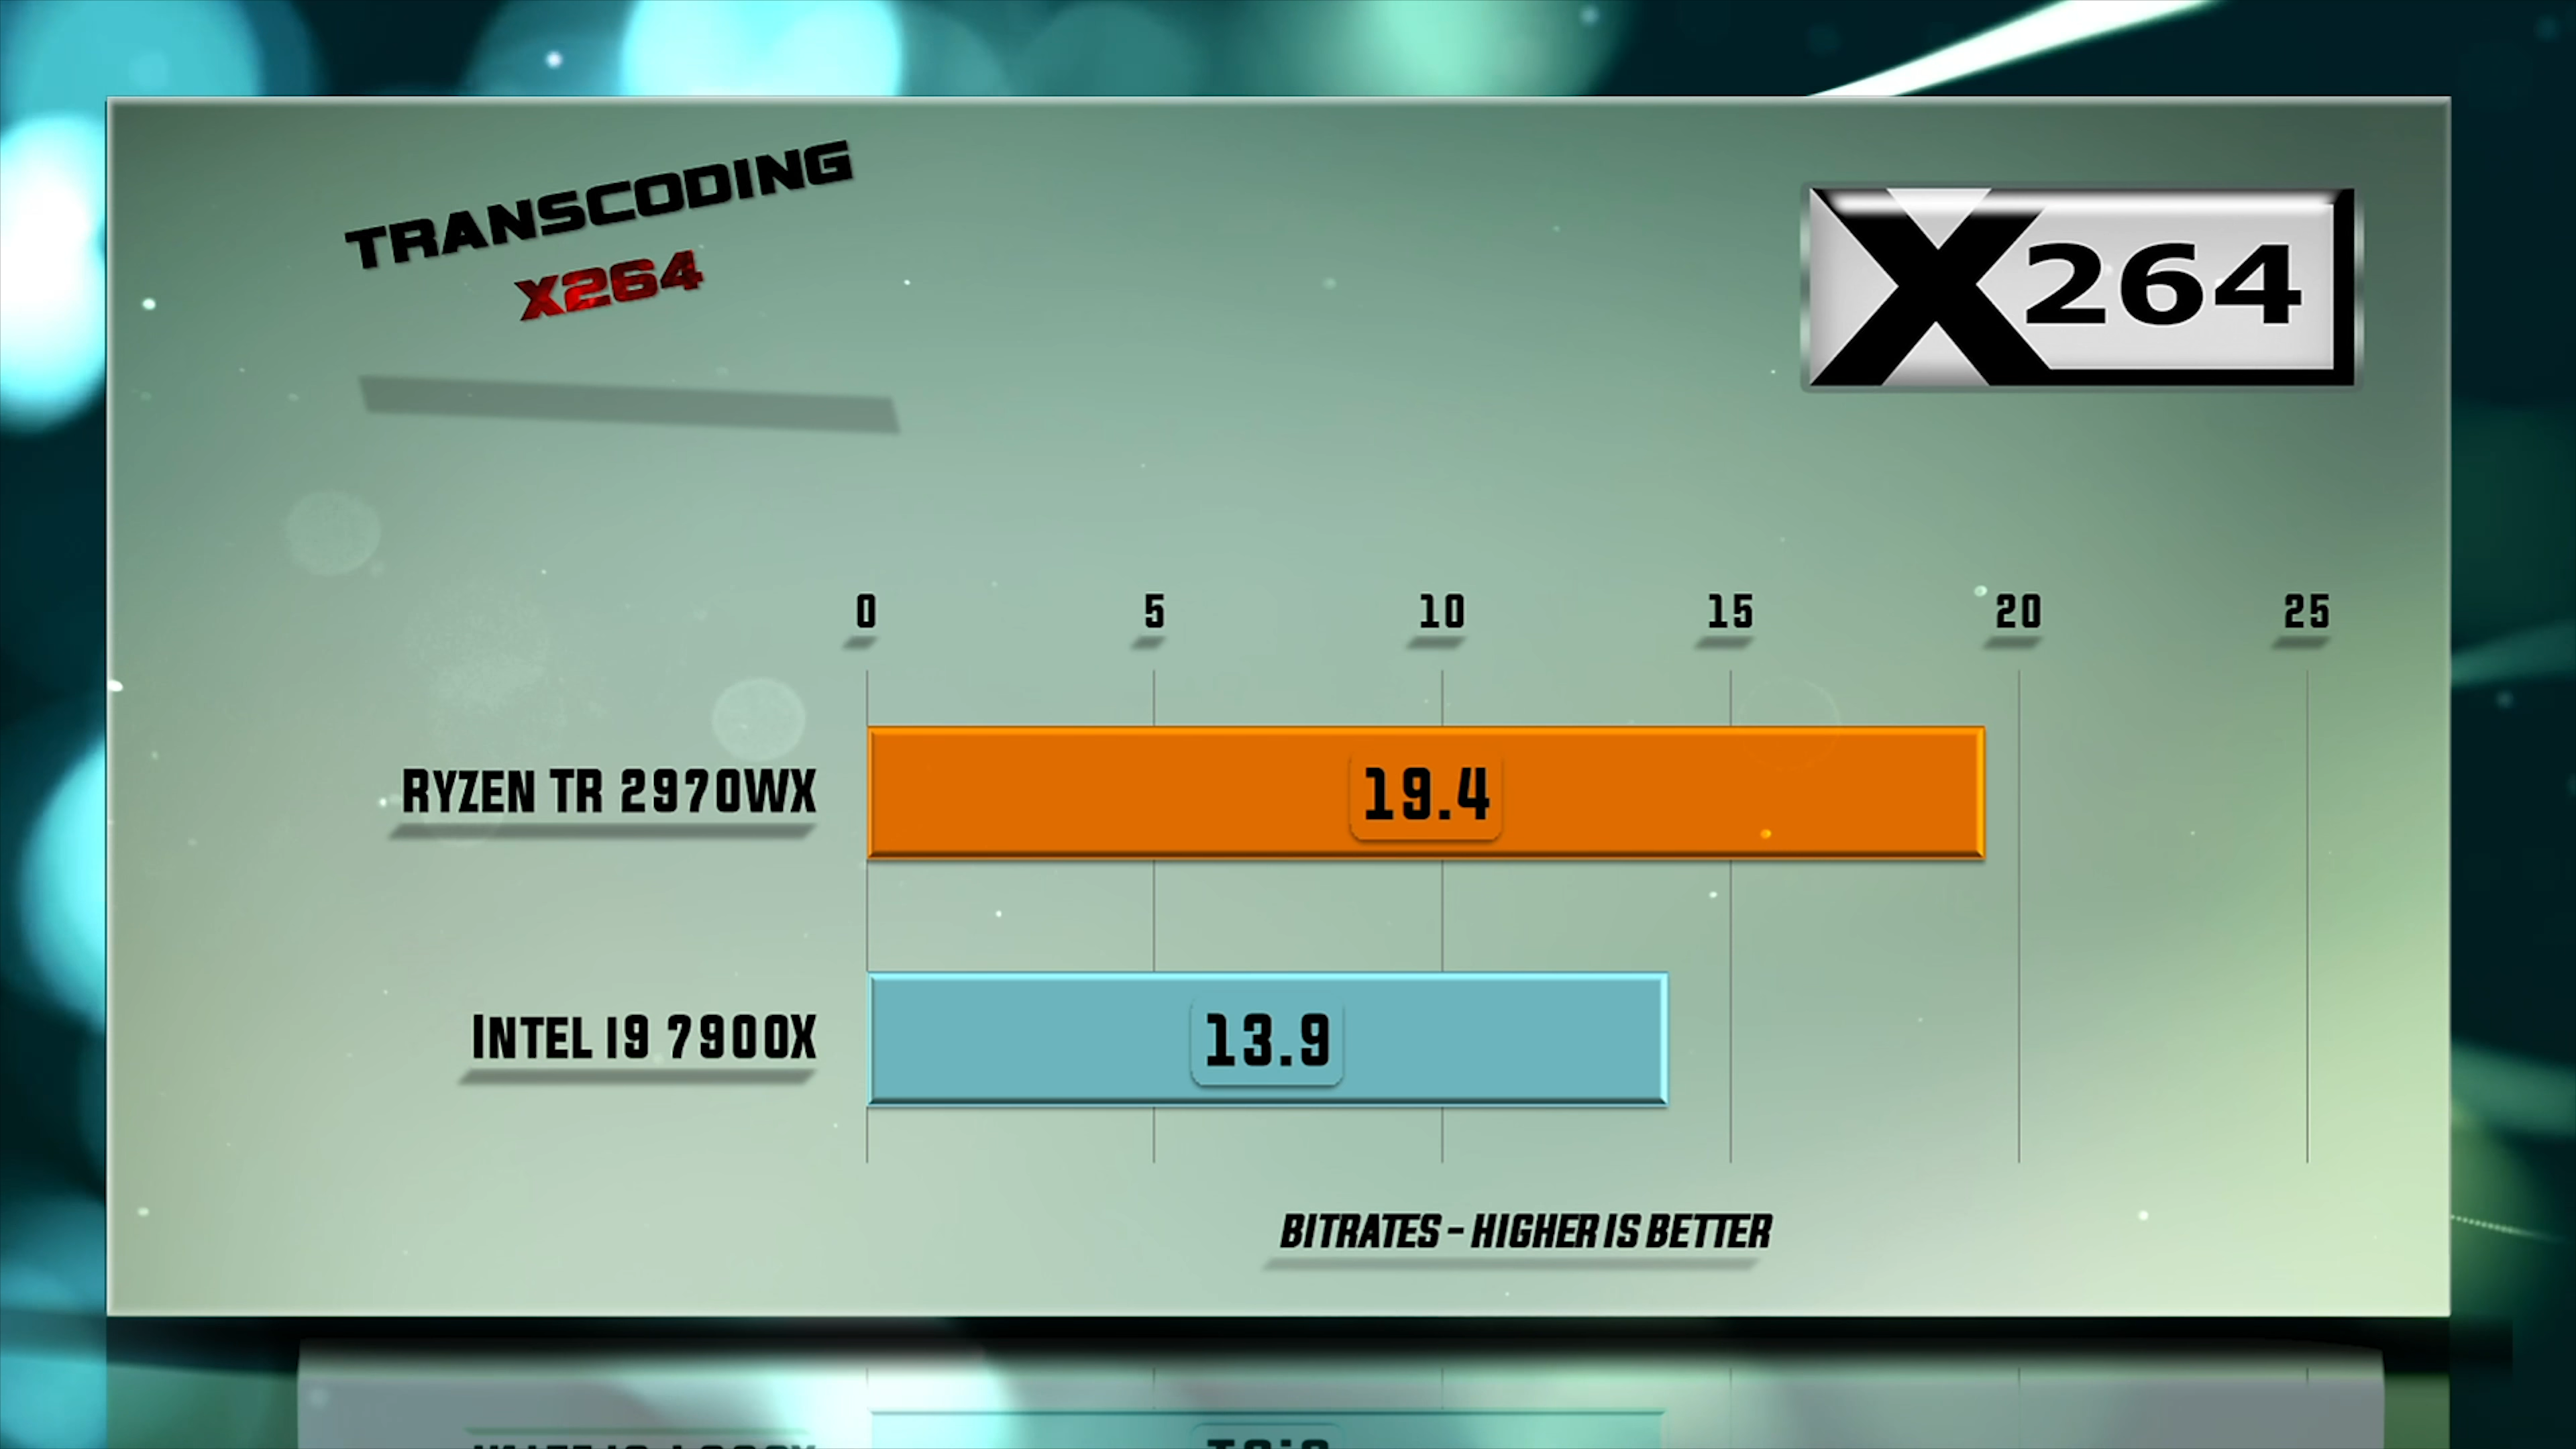 TRANSCODING
X264
X264
0 5 10 15 20 25
RYZEN TR 2970WX 19.4
INTEL I9 7900X 13.9
BITRATES - HIGHER IS BETTER